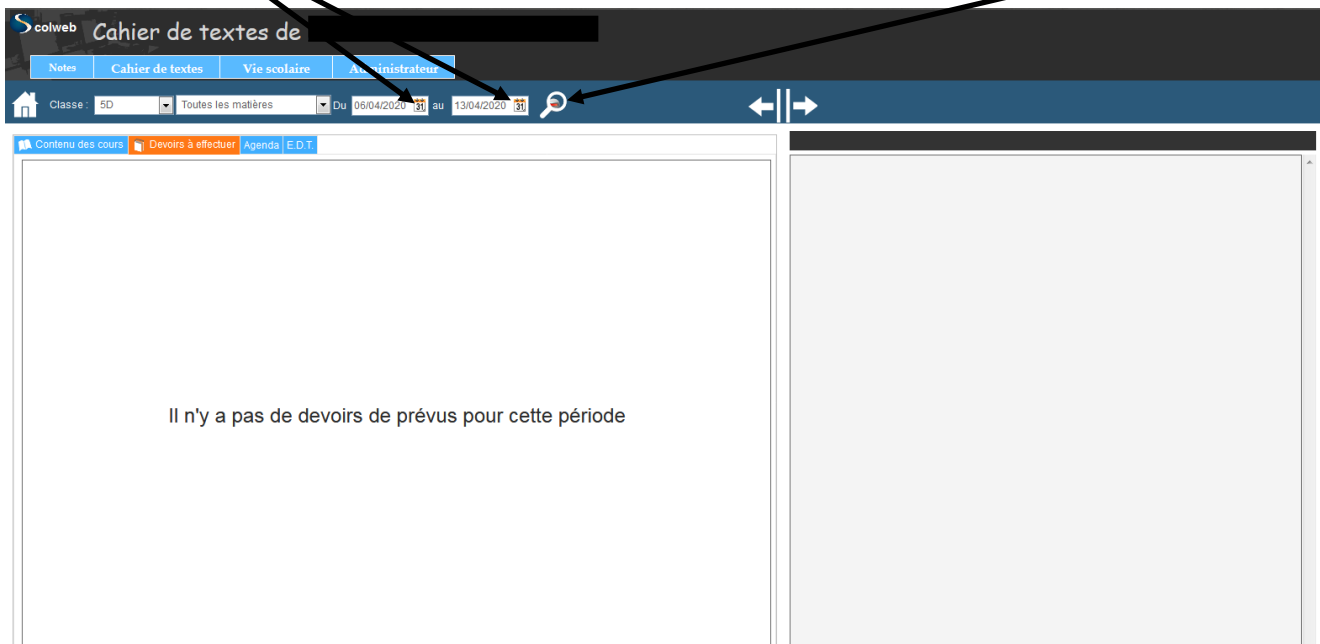 Scolweb Cahier de textes de
Notes Cahier de textes Vie scolaire Administrateur
Classe : 5D Toutes les matières Du 06/04/2020 31 au 13/04/2020 31
Contenu des cours Devoirs à effectuer Agenda E.D.T.
Il n'y a pas de devoirs de prévus pour cette période